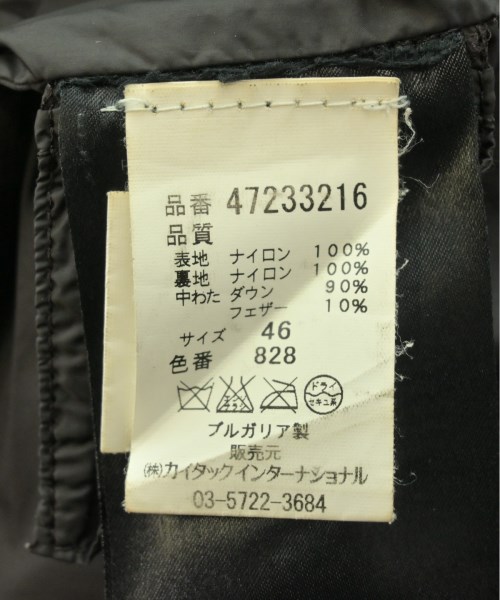 品番 47233216
品質
表地 ナイロン 100%
裏地 ナイロン 100%
中わた ダウン 90%
フェザー 10%
サイズ 46
色番 828
エンソ
ドライ
セキユ系
ブルガリア製
販売元
㈱カイタックインターナショナル
03-5722-3684